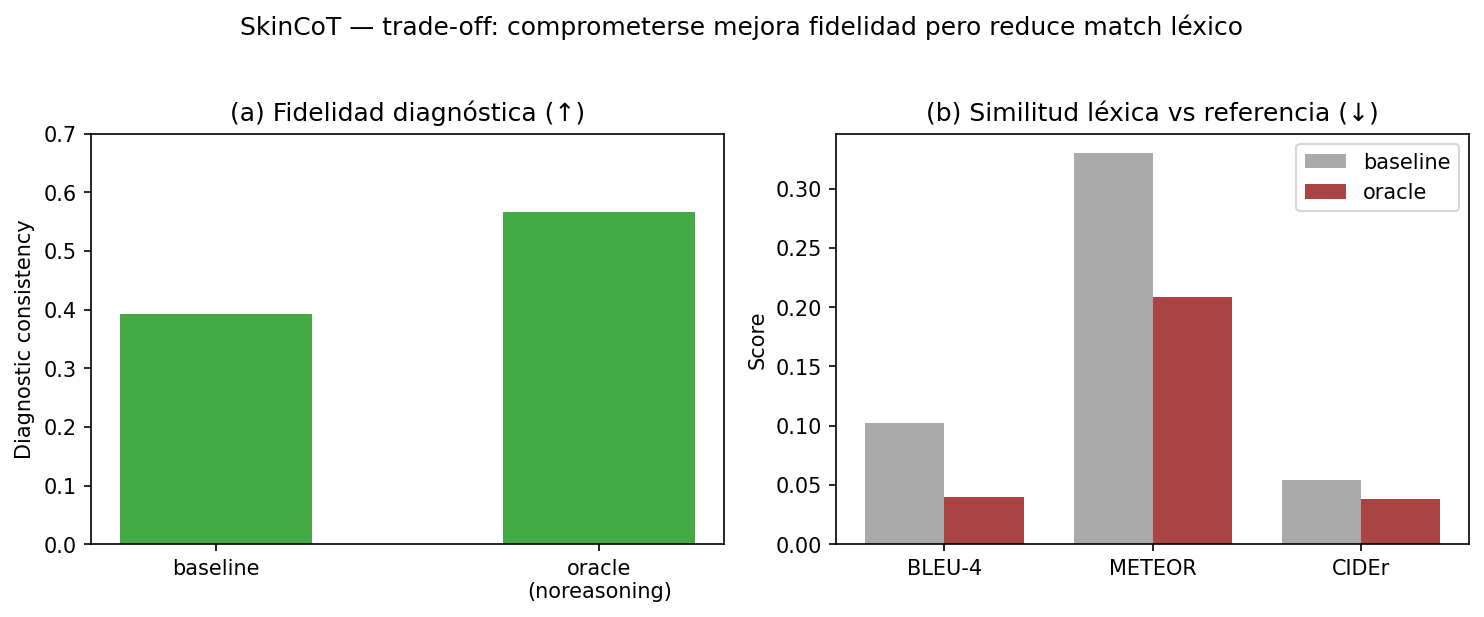 SkinCoT — trade-off: comprometerse mejora fidelidad pero reduce match léxico
(a) Fidelidad diagnóstica (↑)
Diagnostic consistency
0.7
0.6
0.5
0.4
0.3
0.2
0.1
0.0
baseline
oracle
(noreasoning)
(b) Similitud léxica vs referencia (↓)
Score
0.30
0.25
0.20
0.15
0.10
0.05
0.00
baseline
oracle
BLEU-4
METEOR
CIDEr